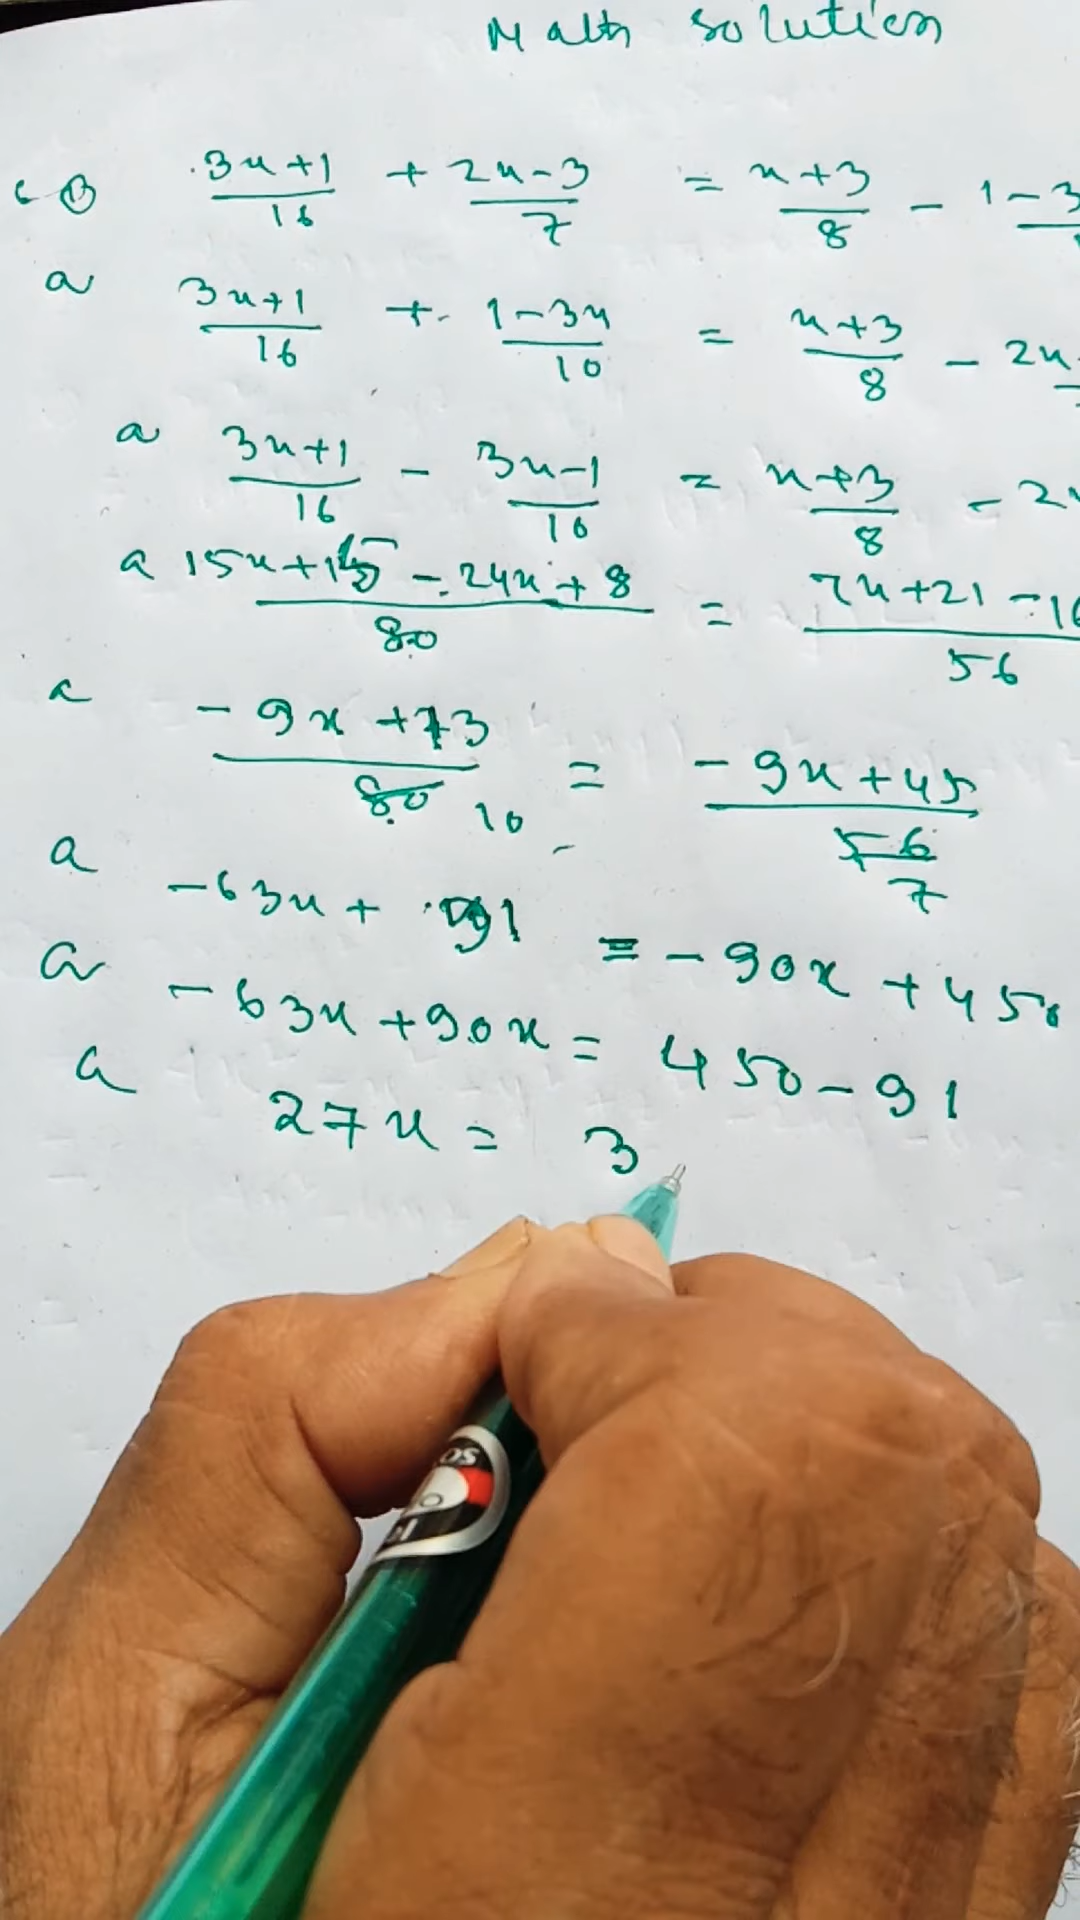 Math solution
3x+1/16 + 2x-3/7 = x+3/8 - 1-3
a 3x+1/16 + 1-3x/10 = x+3/8 - 2x
a 3x+1/16 - 3x-1/10 = x+3/8 - 2
a 15x+15 - 24x+8/80 = 7x+21-16/56
a -9x+13/80 10 = -9x+45/56 7
a -63x + 91 = -90x + 450
a -63x+90x = 450-91
a 27x = 3